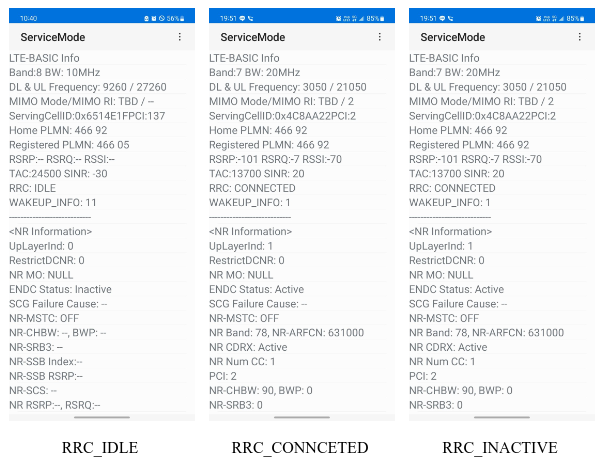 10:40
56%
ServiceMode
LTE-BASIC Info
Band:8 BW: 10MHz
DL & UL Frequency: 9260 / 27260
MIMO Mode/MIMO RI: TBD / --
ServingCellID:0x6514E1FPCI:137
Home PLMN: 466 92
Registered PLMN: 466 05
RSRP:-- RSRQ:-- RSSI:--
TAC:24500 SINR: -30
RRC: IDLE
WAKEUP_INFO: 11
----------------------------
<NR Information>
UpLayerInd: 0
RestrictDCNR: 0
NR MO: NULL
ENDC Status: Inactive
SCG Failure Cause: --
NR-MSTC: OFF
NR-CHBW: --, BWP: --
NR-SRB3: --
NR-SSB Index:--
NR-SSB RSRP:--
NR-SCS: --
NR RSRP:--, RSRQ:--
RRC_IDLE
19:51
85%
ServiceMode
LTE-BASIC Info
Band:7 BW: 20MHz
DL & UL Frequency: 3050 / 21050
MIMO Mode/MIMO RI: TBD / 2
ServingCellID:0x4C8AA22PCI:2
Home PLMN: 466 92
Registered PLMN: 466 92
RSRP:-101 RSRQ:-7 RSSI:-70
TAC:13700 SINR: 20
RRC: CONNECTED
WAKEUP_INFO: 1
----------------------------
<NR Information>
UpLayerInd: 1
RestrictDCNR: 0
NR MO: NULL
ENDC Status: Active
SCG Failure Cause: --
NR-MSTC: OFF
NR Band: 78, NR-ARFCN: 631000
NR CDRX: Active
NR Num CC: 1
PCI: 2
NR-CHBW: 90, BWP: 0
NR-SRB3: 0
RRC_CONNCETED
19:51
85%
ServiceMode
LTE-BASIC Info
Band:7 BW: 20MHz
DL & UL Frequency: 3050 / 21050
MIMO Mode/MIMO RI: TBD / 2
ServingCellID:0x4C8AA22PCI:2
Home PLMN: 466 92
Registered PLMN: 466 92
RSRP:-101 RSRQ:-7 RSSI:-70
TAC:13700 SINR: 20
RRC: CONNECTED
WAKEUP_INFO: 1
----------------------------
<NR Information>
UpLayerInd: 1
RestrictDCNR: 0
NR MO: NULL
ENDC Status: Active
SCG Failure Cause: --
NR-MSTC: OFF
NR Band: 78, NR-ARFCN: 631000
NR CDRX: Active
NR Num CC: 1
PCI: 2
NR-CHBW: 90, BWP: 0
NR-SRB3: 0
RRC_INACTIVE